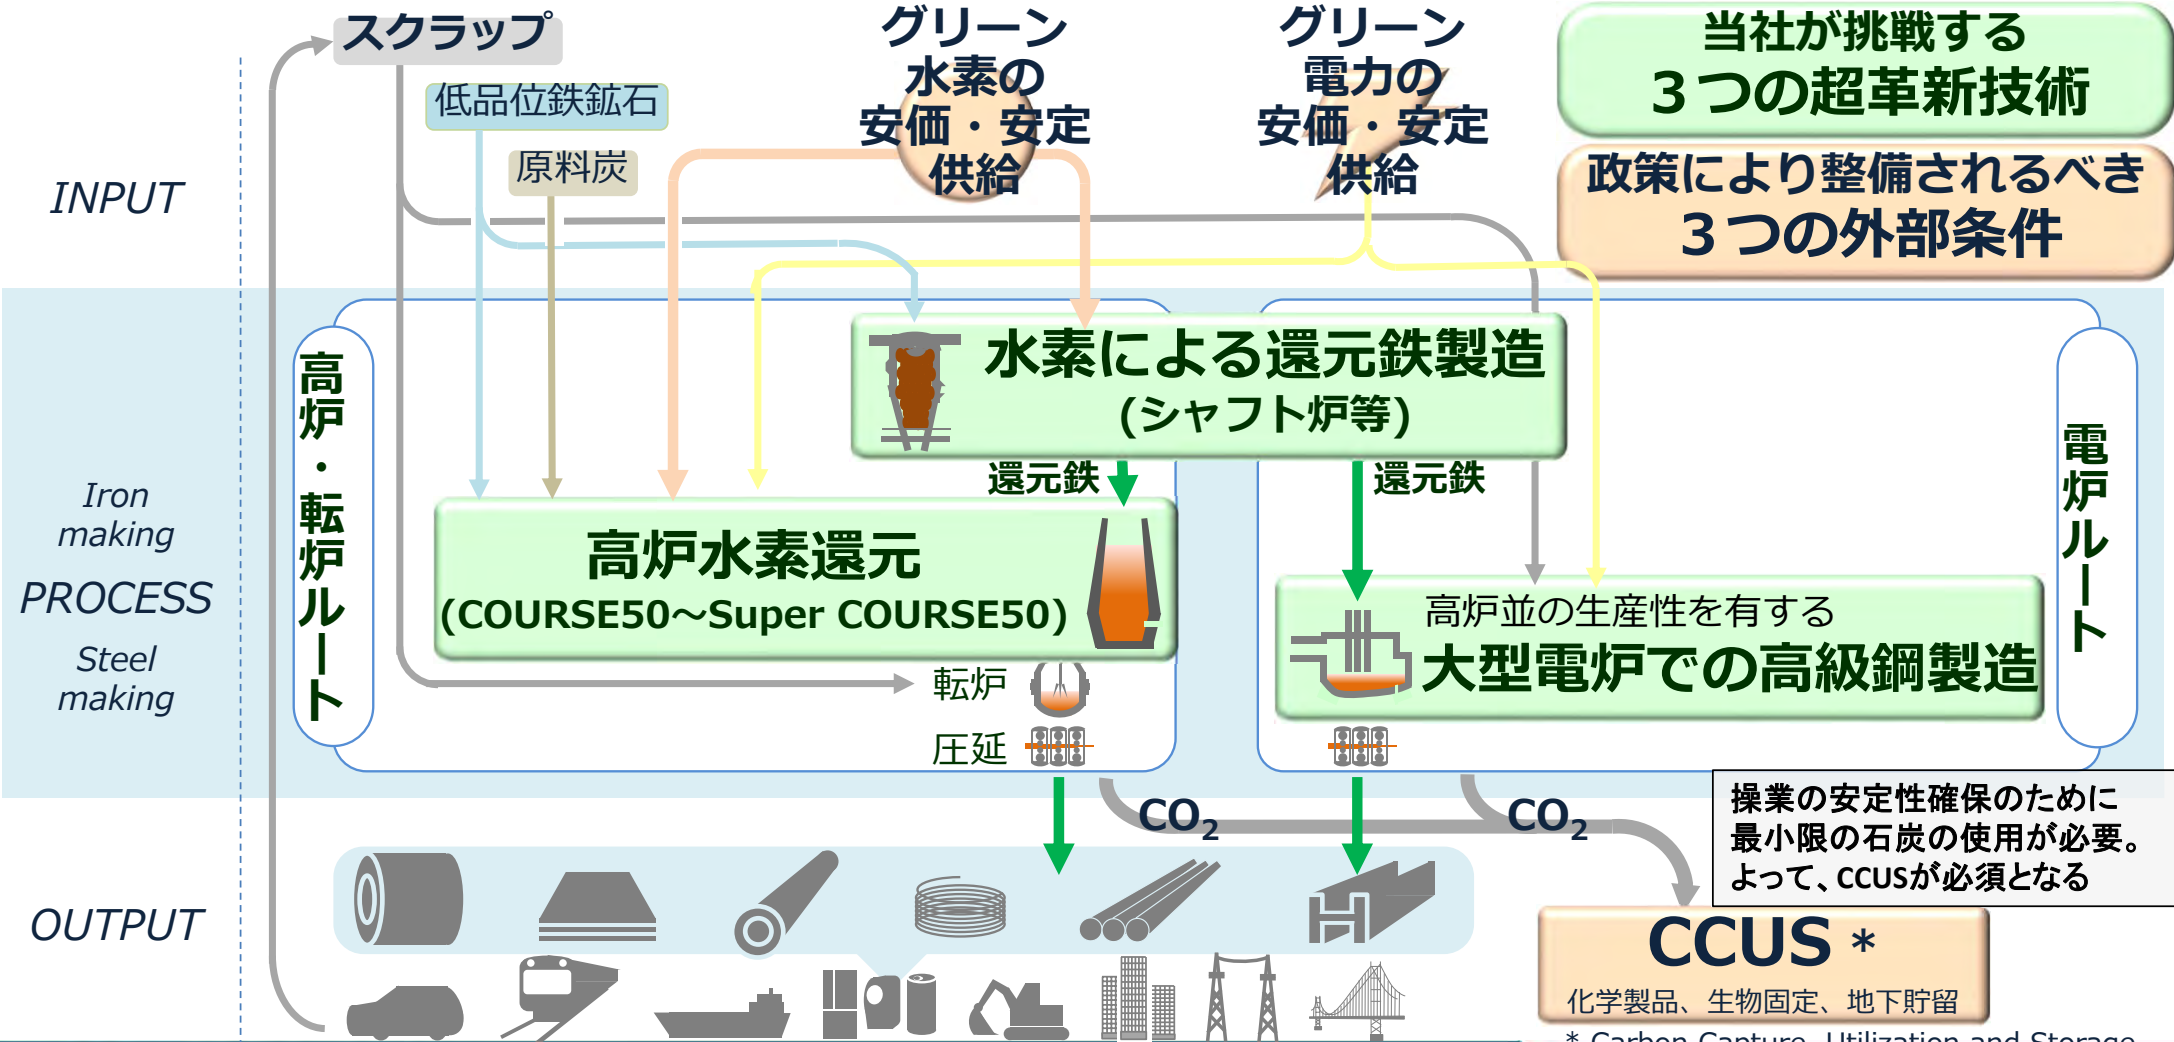 スクラップ
低品位鉄鉱石
原料炭
グリーン
水素の
安価・安定
供給
グリーン
電力の
安価・安定
供給
当社が挑戦する
３つの超革新技術
政策により整備されるべき
３つの外部条件
INPUT
高炉・転炉ルート
水素による還元鉄製造
(シャフト炉等)
還元鉄
還元鉄
電炉ルート
Iron
making
PROCESS
Steel
making
高炉水素還元
(COURSE50～Super COURSE50)
高炉並の生産性を有する
大型電炉での高級鋼製造
転炉
圧延
CO2
CO2
操業の安定性確保のために
最小限の石炭の使用が必要。
よって、CCUSが必須となる
OUTPUT
CCUS *
化学製品、生物固定、地下貯留
* Carbon Capture, Utilization and Storage